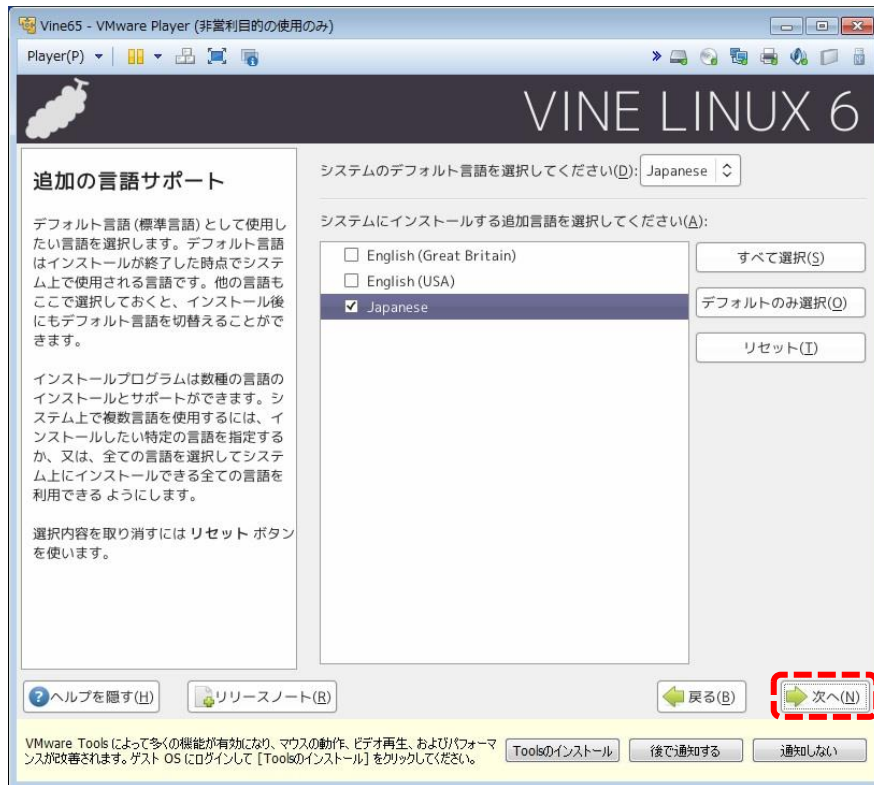 Vine65 - VMware Player (非営利目的の使用のみ)
Player(P)
VINE LINUX 6
追加の言語サポート
デフォルト言語 (標準言語) として使用し
たい言語を選択します。デフォルト言語
はインストールが終了した時点でシステ
ム上で使用される言語です。他の言語も
ここで選択しておくと、インストール後
にもデフォルト言語を切替えることがで
きます。
インストールプログラムは数種の言語の
インストールとサポートができます。シ
ステム上で複数言語を使用するには、イ
ンストールしたい特定の言語を指定する
か、又は、全ての言語を選択してシステ
ム上にインストールできる全ての言語を
利用できる ようにします。
選択内容を取り消すには リセット ボタン
を使います。
システムのデフォルト言語を選択してください(D): Japanese
システムにインストールする追加言語を選択してください(A):
English (Great Britain)
English (USA)
Japanese
すべて選択(S)
デフォルトのみ選択(O)
リセット(T)
ヘルプを隠す(H)
リリースノート(R)
戻る(B)
次へ(N)
VMware Tools によって多くの機能が有効になり、マウスの動作、ビデオ再生、およびパフォーマ
ンスが改善されます。ゲスト OS にログインして [Toolsのインストール] をクリックしてください。
Toolsのインストール
後で通知する
通知しない